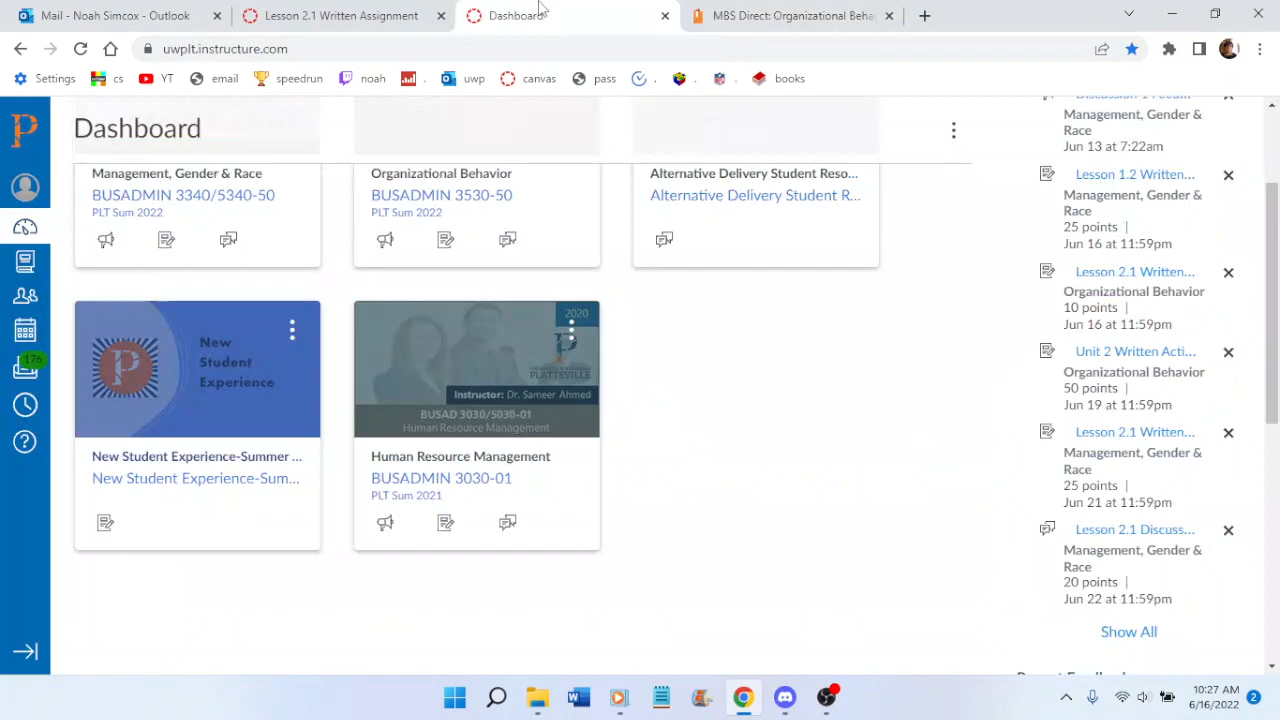 Mail - Noah Simcox - Outlook
Lesson 2.1 Written Assignment
Dashboard
MBS Direct: Organizational Beha
uwplt.instructure.com
Settings
cs
YT
email
speedrun
noah
.
uwp
canvas
pass
.
.
.
books
Dashboard
Management, Gender & Race
BUSADMIN 3340/5340-50
PLT Sum 2022
Organizational Behavior
BUSADMIN 3530-50
PLT Sum 2022
Alternative Delivery Student Reso...
Alternative Delivery Student R...
New
Student
Experience
New Student Experience-Summer ...
New Student Experience-Sum...
2020
PLATTEVILLE
Instructor: Dr. Sameer Ahmed
BUSAD 3030/5030-01
Human Resource Management
Human Resource Management
BUSADMIN 3030-01
PLT Sum 2021
176
Management, Gender &
Race
Jun 13 at 7:22am
Lesson 1.2 Written...
Management, Gender &
Race
25 points |
Jun 16 at 11:59pm
Lesson 2.1 Written...
Organizational Behavior
10 points |
Jun 16 at 11:59pm
Unit 2 Written Acti...
Organizational Behavior
50 points |
Jun 19 at 11:59pm
Lesson 2.1 Written...
Management, Gender &
Race
25 points |
Jun 21 at 11:59pm
Lesson 2.1 Discuss...
Management, Gender &
Race
20 points |
Jun 22 at 11:59pm
Show All
10:27 AM
6/16/2022
2